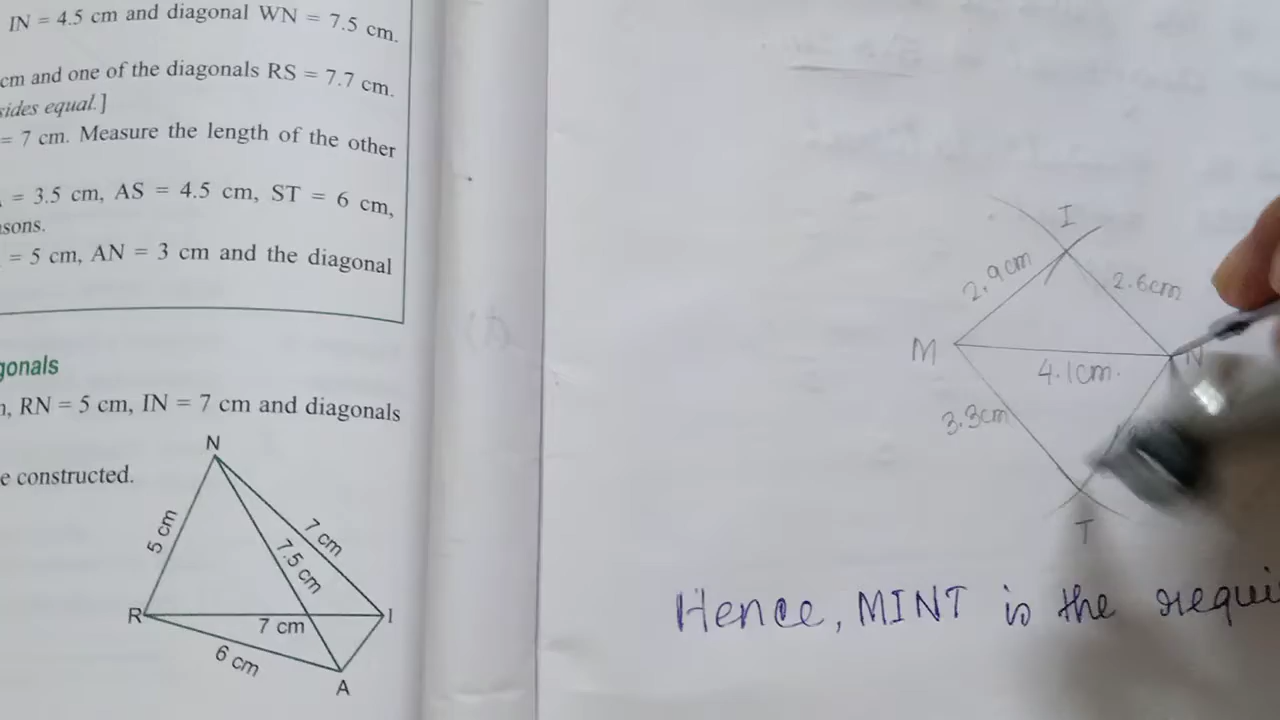 IN = 4.5 cm and diagonal WN = 7.5 cm.
cm and one of the diagonals RS = 7.7 cm.
sides equal.]
= 7 cm. Measure the length of the other
= 3.5 cm, AS = 4.5 cm, ST = 6 cm,
= 5 cm, AN = 3 cm and the diagonal
RN = 5 cm, IN = 7 cm and diagonals
e constructed.
N
5 cm
7 cm
7.5 cm
R
I
7 cm
6 cm
A
I
2.9cm
2.6cm
M
N
4.1cm.
3.3cm
T
Hence, MINT is the